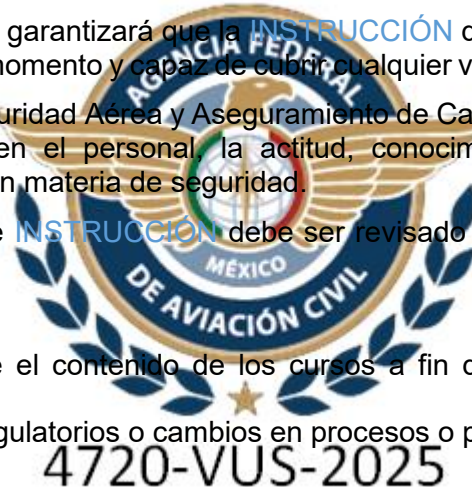 garantizará que la INSTRUCCIÓN
momento y capaz de cubrir cualquier
AGENCIA FEDERAL
uridad Aérea y Aseguramiento de Ca
en el personal, la actitud, conocim
n materia de seguridad.
e INSTRUCCIÓN debe ser revisado
MÉXICO
DE AVIACIÓN CIVIL
e el contenido de los cursos a fin
gulatorios o cambios en procesos o p
4720-VUS-2025